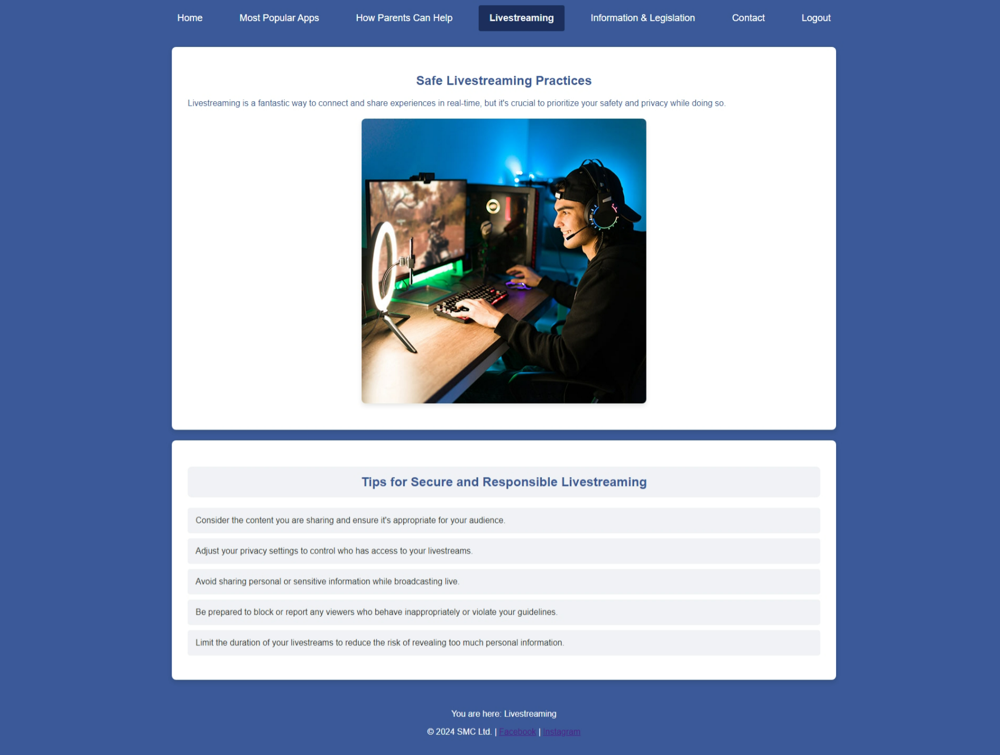 Home Most Popular Apps How Parents Can Help Livestreaming Information & Legislation Contact Logout
Safe Livestreaming Practices
Livestreaming is a fantastic way to connect and share experiences in real-time, but it's crucial to prioritize your safety and privacy while doing so.
Tips for Secure and Responsible Livestreaming
Consider the content you are sharing and ensure it's appropriate for your audience.
Adjust your privacy settings to control who has access to your livestreams.
Avoid sharing personal or sensitive information while broadcasting live.
Be prepared to block or report any viewers who behave inappropriately or violate your guidelines.
Limit the duration of your livestreams to reduce the risk of revealing too much personal information.
You are here: Livestreaming
© 2024 SMC Ltd. | Facebook | Instagram